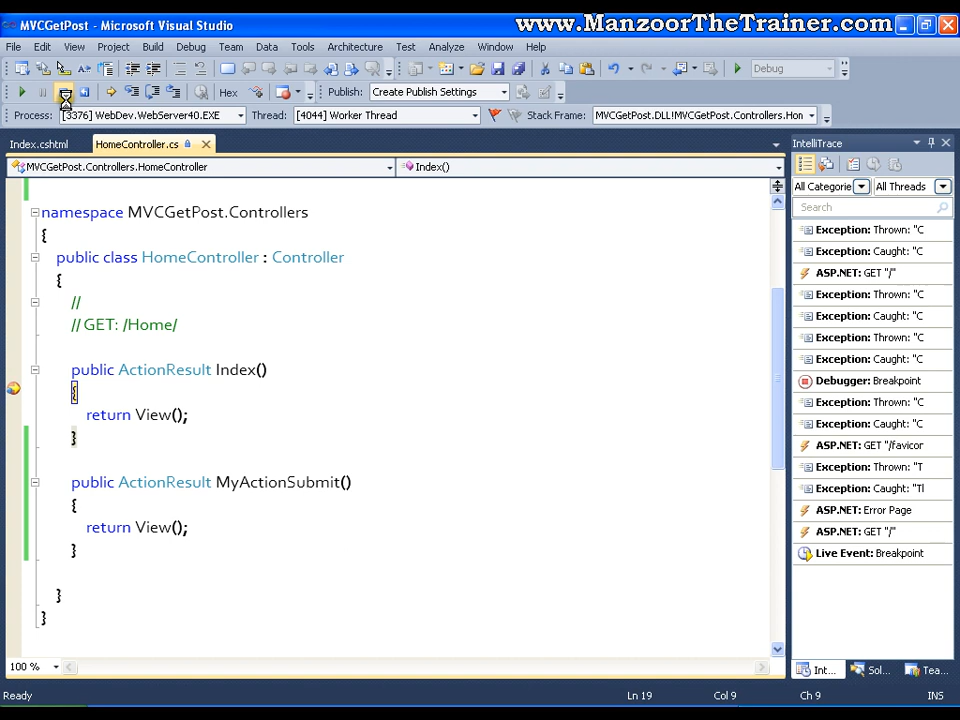 MVCGetPost - Microsoft Visual Studio
www.ManzoorTheTrainer.com
File Edit View Project Build Debug Team Data Tools Architecture Test Analyze Window Help
Debug
Hex Publish: Create Publish Settings
Process: [3376] WebDev.WebServer40.EXE Thread: [4044] Worker Thread Stack Frame: MVCGetPost.DLL!MVCGetPost.Controllers.Hon
Index.cshtml HomeController.cs IntelliTrace
MVCGetPost.Controllers.HomeController Index()
All Categorie All Threads
Search
namespace MVCGetPost.Controllers
{
public class HomeController : Controller
{
//
// GET: /Home/
public ActionResult Index()
{
return View();
}
public ActionResult MyActionSubmit()
{
return View();
}
}
}
Exception: Thrown: "C
Exception: Caught: "C
ASP.NET: GET "/"
Exception: Thrown: "C
Exception: Caught: "C
Exception: Thrown: "C
Exception: Caught: "C
Debugger: Breakpoint
Exception: Thrown: "C
Exception: Caught: "C
ASP.NET: GET "/favicor
Exception: Thrown: "T
Exception: Caught: "Tl
ASP.NET: Error Page
ASP.NET: GET "/"
Live Event: Breakpoint
100 %
Int... Sol... Tea...
Ready Ln 19 Col 9 Ch 9 INS